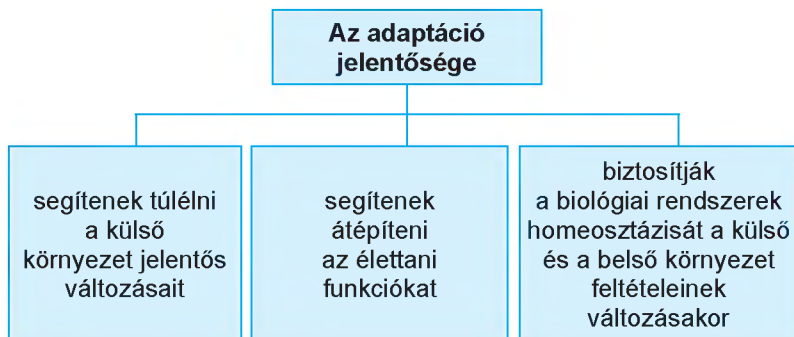 Az adaptáció
jelentősége
segítenek túlélni
a külső
környezet jelentős
változásait
segítenek
átépíteni
az élettani
funkciókat
biztosítják
a biológiai rendszerek
homeosztázisát a külső
és a belső környezet
feltételeinek
változásakor